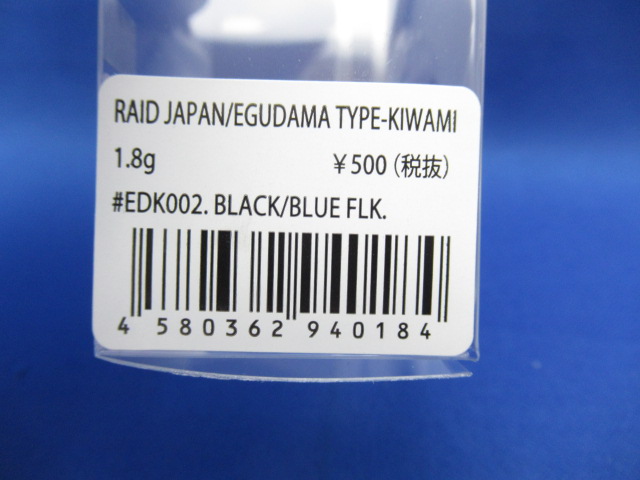 RAID JAPAN/EGUDAMA TYPE-KIWAMI
1.8g ¥500(税抜)
#EDK002. BLACK/BLUE FLK.
4 580362 940184